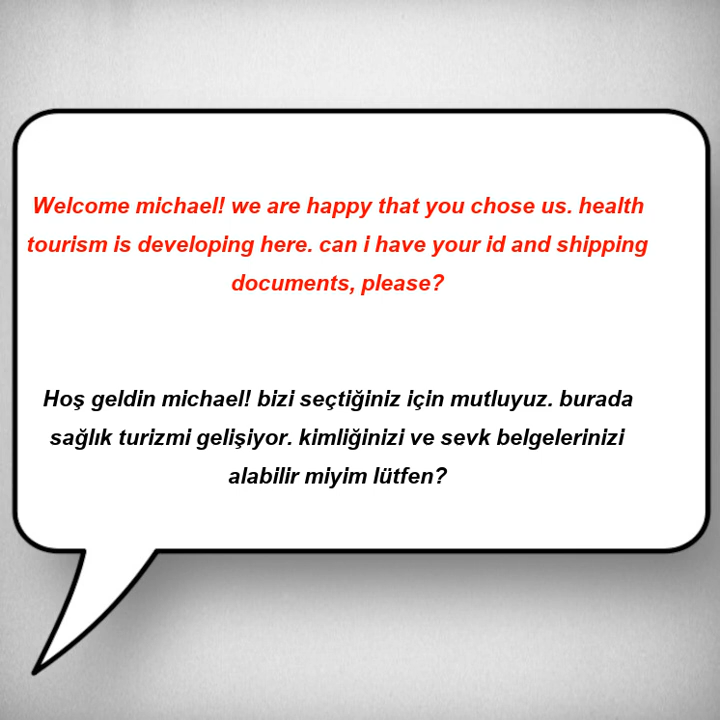 Welcome michael! we are happy that you chose us. health
tourism is developing here. can i have your id and shipping
documents, please?
Hoş geldin michael! bizi seçtiğiniz için mutluyuz. burada
sağlık turizmi gelişiyor. kimliğinizi ve sevk belgelerinizi
alabilir miyim lütfen?